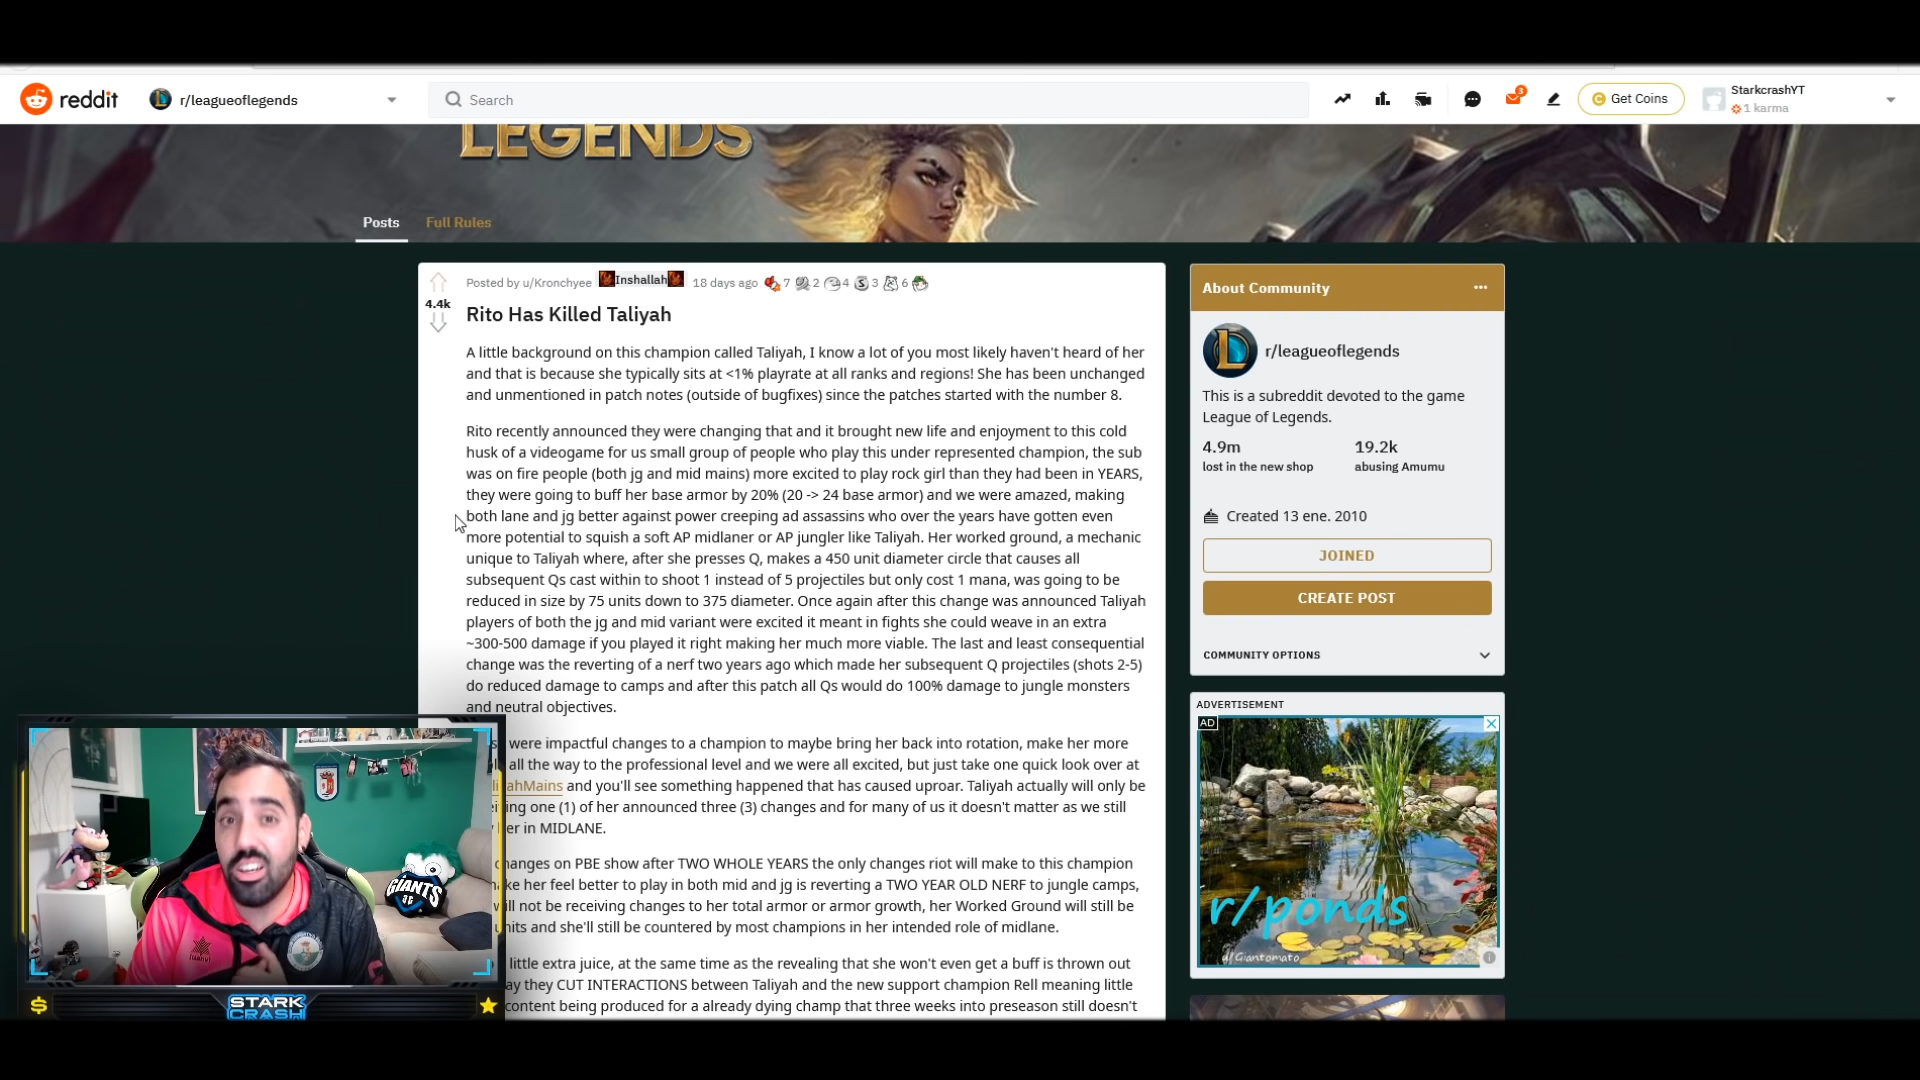 reddit
r/leagueoflegends
Search
3
Get Coins
StarkcrashYT
1 karma
LEGENDS
Posts
Full Rules
Posted by u/Kronchyee Inshallah 18 days ago 7 2 4 3 6
4.4k
Rito Has Killed Taliyah
A little background on this champion called Taliyah, I know a lot of you most likely haven't heard of her
and that is because she typically sits at <1% playrate at all ranks and regions! She has been unchanged
and unmentioned in patch notes (outside of bugfixes) since the patches started with the number 8.
Rito recently announced they were changing that and it brought new life and enjoyment to this cold
husk of a videogame for us small group of people who play this under represented champion, the sub
was on fire people (both jg and mid mains) more excited to play rock girl than they had been in YEARS,
they were going to buff her base armor by 20% (20 -> 24 base armor) and we were amazed, making
both lane and jg better against power creeping ad assassins who over the years have gotten even
more potential to squish a soft AP midlaner or AP jungler like Taliyah. Her worked ground, a mechanic
unique to Taliyah where, after she presses Q, makes a 450 unit diameter circle that causes all
subsequent Qs cast within to shoot 1 instead of 5 projectiles but only cost 1 mana, was going to be
reduced in size by 75 units down to 375 diameter. Once again after this change was announced Taliyah
players of both the jg and mid variant were excited it meant in fights she could weave in an extra
~300-500 damage if you played it right making her much more viable. The last and least consequential
change was the reverting of a nerf two years ago which made her subsequent Q projectiles (shots 2-5)
do reduced damage to camps and after this patch all Qs would do 100% damage to jungle monsters
and neutral objectives.
were impactful changes to a champion to maybe bring her back into rotation, make her more
all the way to the professional level and we were all excited, but just take one quick look over at
ahMains and you'll see something happened that has caused uproar. Taliyah actually will only be
one (1) of her announced three (3) changes and for many of us it doesn't matter as we still
her in MIDLANE.
changes on PBE show after TWO WHOLE YEARS the only changes riot will make to this champion
ke her feel better to play in both mid and jg is reverting a TWO YEAR OLD NERF to jungle camps,
will not be receiving changes to her total armor or armor growth, her Worked Ground will still be
nits and she'll still be countered by most champions in her intended role of midlane.
little extra juice, at the same time as the revealing that she won't even get a buff is thrown out
ay they CUT INTERACTIONS between Taliyah and the new support champion Rell meaning little
content being produced for a already dying champ that three weeks into preseason still doesn't
About Community
r/leagueoflegends
This is a subreddit devoted to the game
League of Legends.
4.9m
19.2k
lost in the new shop
abusing Amumu
Created 13 ene. 2010
JOINED
CREATE POST
COMMUNITY OPTIONS
ADVERTISEMENT
AD
r/ponds
u/Giantomato
GIANTS
$
STARK
CRASH